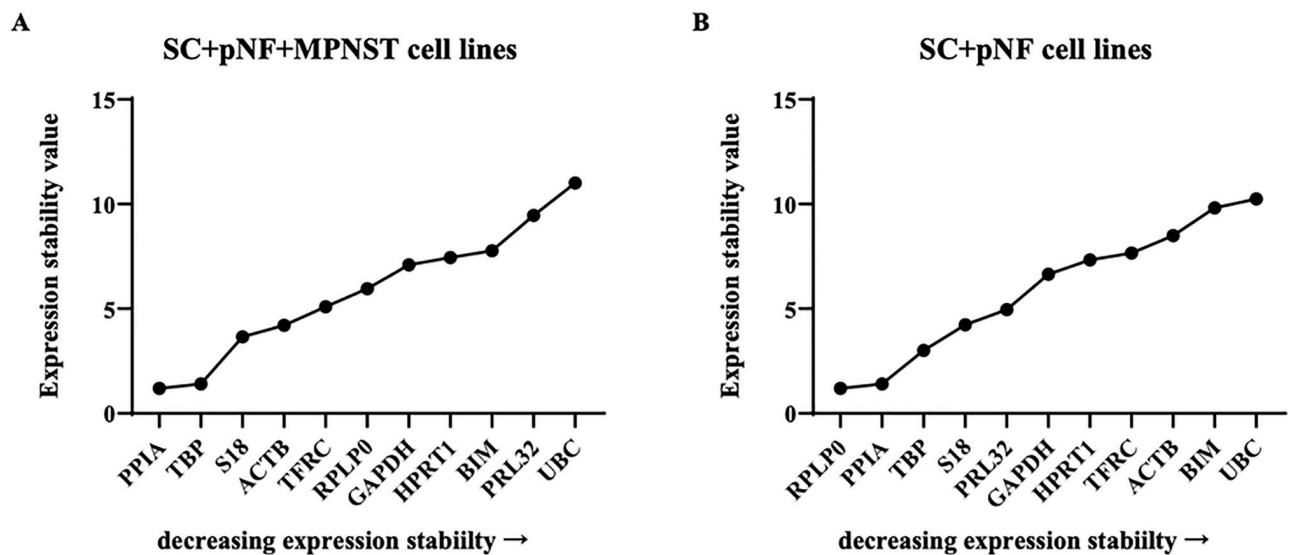 A
SC+pNF+MPNST cell lines
Expression stability value
15
10
5
0
PPIA
TBP
S18
ACTB
TFRC
RPLP0
GAPDH
HPRT1
BIM
PRL32
UBC
decreasing expression stabiilty →
B
SC+pNF cell lines
Expression stability value
15
10
5
0
RPLP0
PPIA
TBP
S18
PRL32
GAPDH
HPRT1
TFRC
ACTB
BIM
UBC
decreasing expression stabiilty →